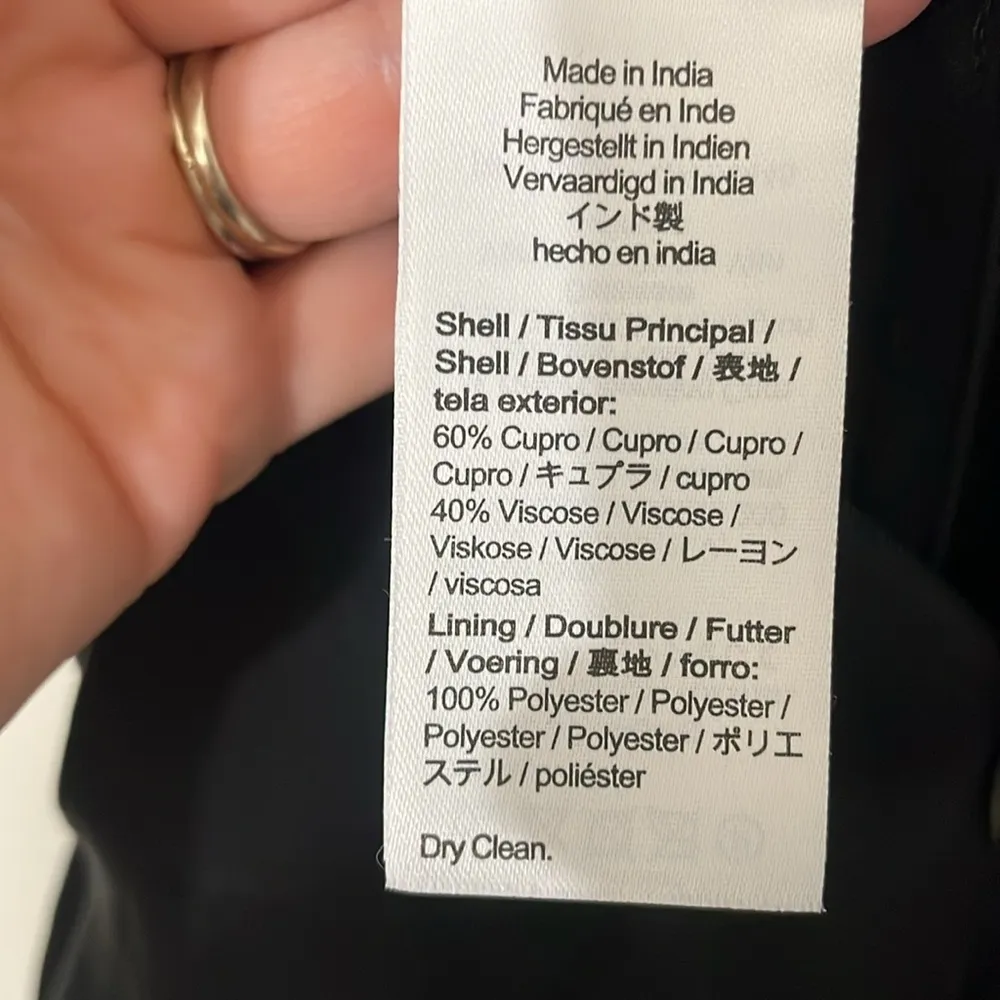 Made in India
Fabriqué en Inde
Hergestellt in Indien
Vervaardigd in India
インド製
hecho en india
Shell / Tissu Principal /
Shell / Bovenstof / 表地 /
tela exterior:
60% Cupro / Cupro / Cupro /
Cupro / キュプラ / cupro
40% Viscose / Viscose /
Viskose / Viscose / レーヨン
/ viscosa
Lining / Doublure / Futter
/ Voering / 裏地 / forro:
100% Polyester / Polyester /
Polyester / Polyester / ポリエ
ステル / poliéster
Dry Clean.